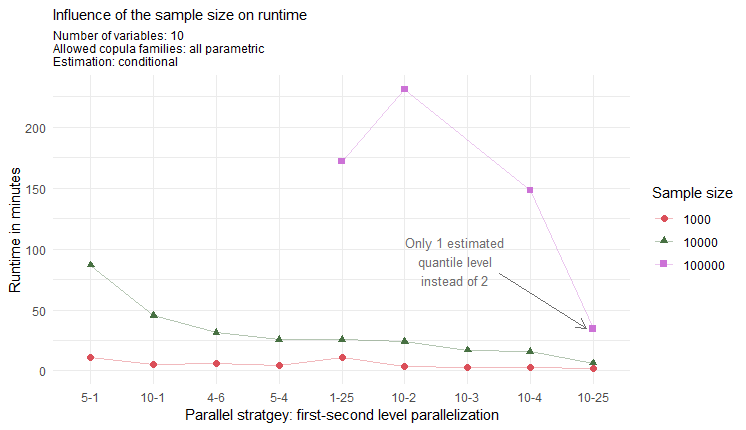 Influence of the sample size on runtime
Number of variables: 10
Allowed copula families: all parametric
Estimation: conditional
Runtime in minutes
200
150
100
50
0
Only 1 estimated
quantile level
instead of 2
5-1 10-1 4-6 5-4 1-25 10-2 10-3 10-4 10-25
Parallel stratgey: first-second level parallelization
Sample size
1000
10000
100000